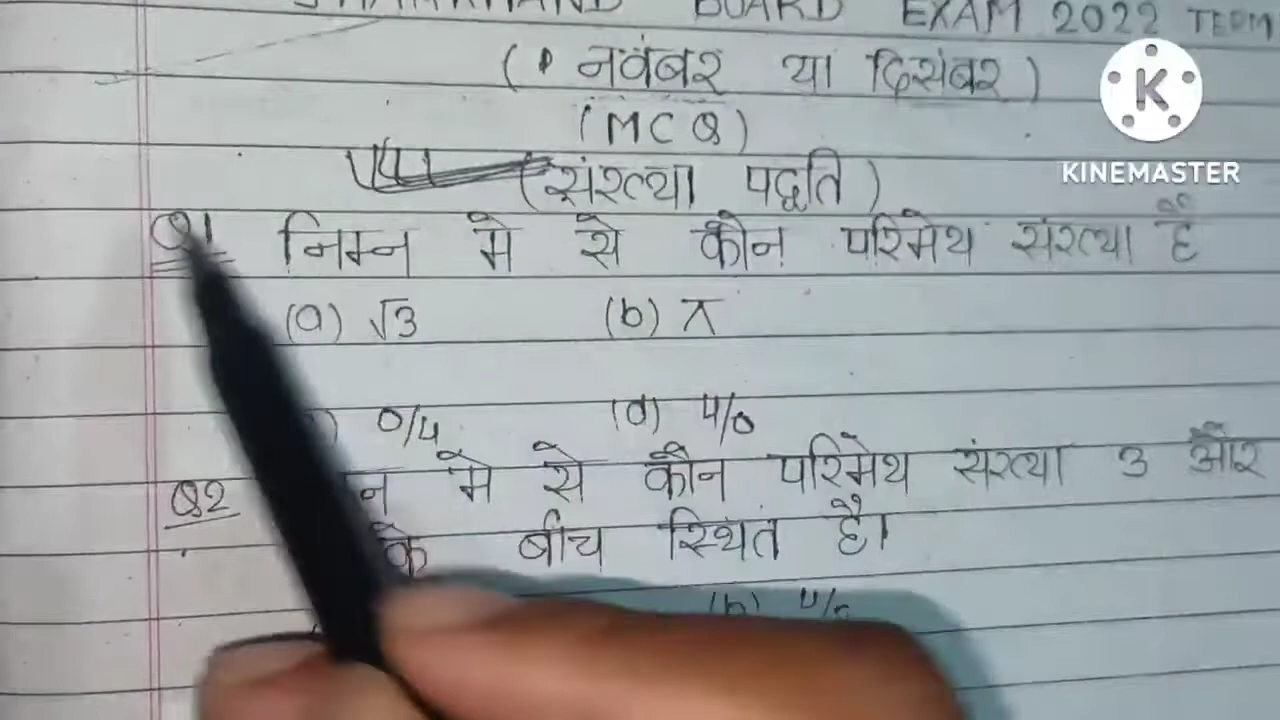 JHARKHAND BOARD EXAM 2022 TERM
( नवंबर या दिसंबर )
(MCQ)
(संख्या पद्धति)
Q1 निम्न मे से कौन परिमेय संख्या है
(a) √3 (b) π
0/4 (d) 4/0
Q2 मे से कौन परिमेय संख्या 3 और
के बीच स्थित है।
(b)
K
KINEMASTER